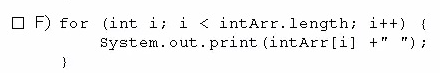 □ F) for (int i; i < intArr.length; i++) {
System.out.print(intArr[i] +" ");
}